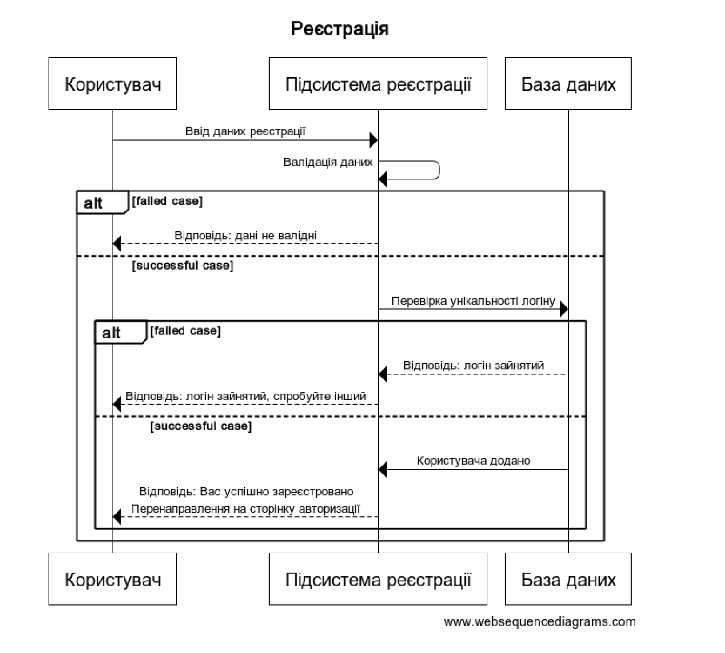 Реєстрація
Користувач
Підсистема реєстрації
База даних
Ввід даних реєстрації
Валідація даних
alt
[failed case]
Відповідь: дані не валідні
[successful case]
Перевірка унікальності логіну
alt
[failed case]
Відповідь: логін зайнятий
Відповідь: логін зайнятий, спробуйте інший
[successful case]
Користувача додано
Відповідь: Вас успішно зареєстровано
Перенаправлення на сторінку авторизації
Користувач
Підсистема реєстрації
База даних
www.websequencediagrams.com